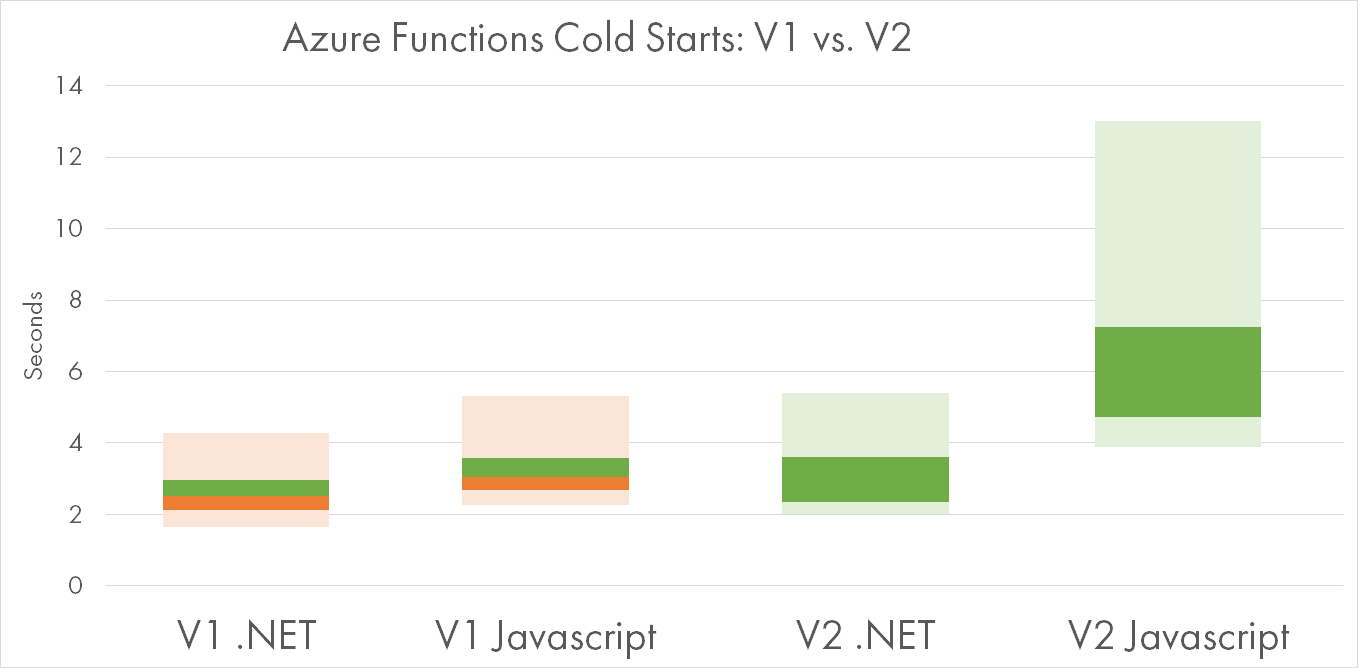 Azure Functions Cold Starts: V1 vs. V2
14
12
10
8
6
4
2
0
Seconds
V1 .NET
V1 Javascript
V2 .NET
V2 Javascript